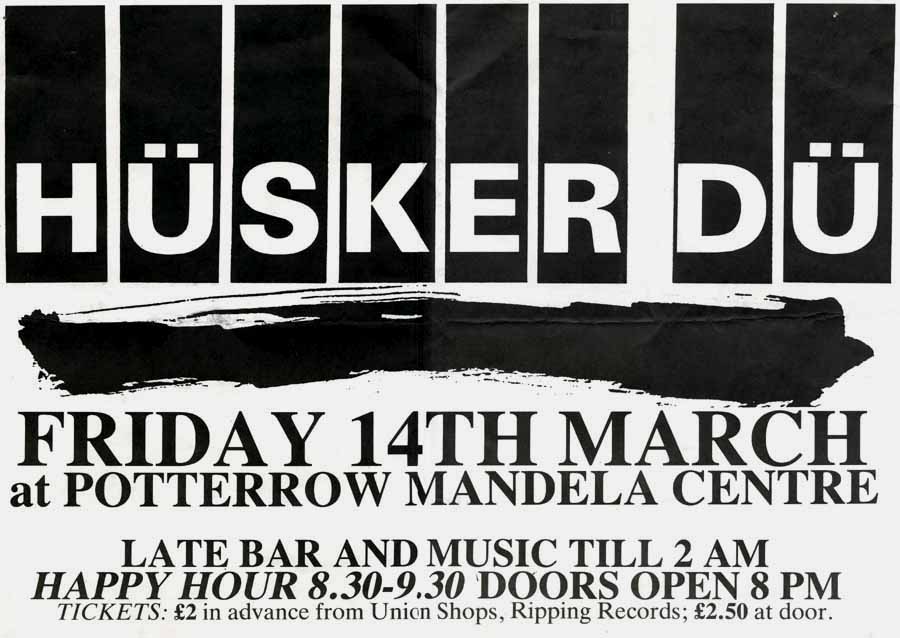 HÜSKER DÜ
FRIDAY 14TH MARCH
at POTTERROW MANDELA CENTRE
LATE BAR AND MUSIC TILL 2 AM
HAPPY HOUR 8.30-9.30 DOORS OPEN 8 PM
TICKETS: £2 in advance from Union Shops, Ripping Records; £2.50 at door.